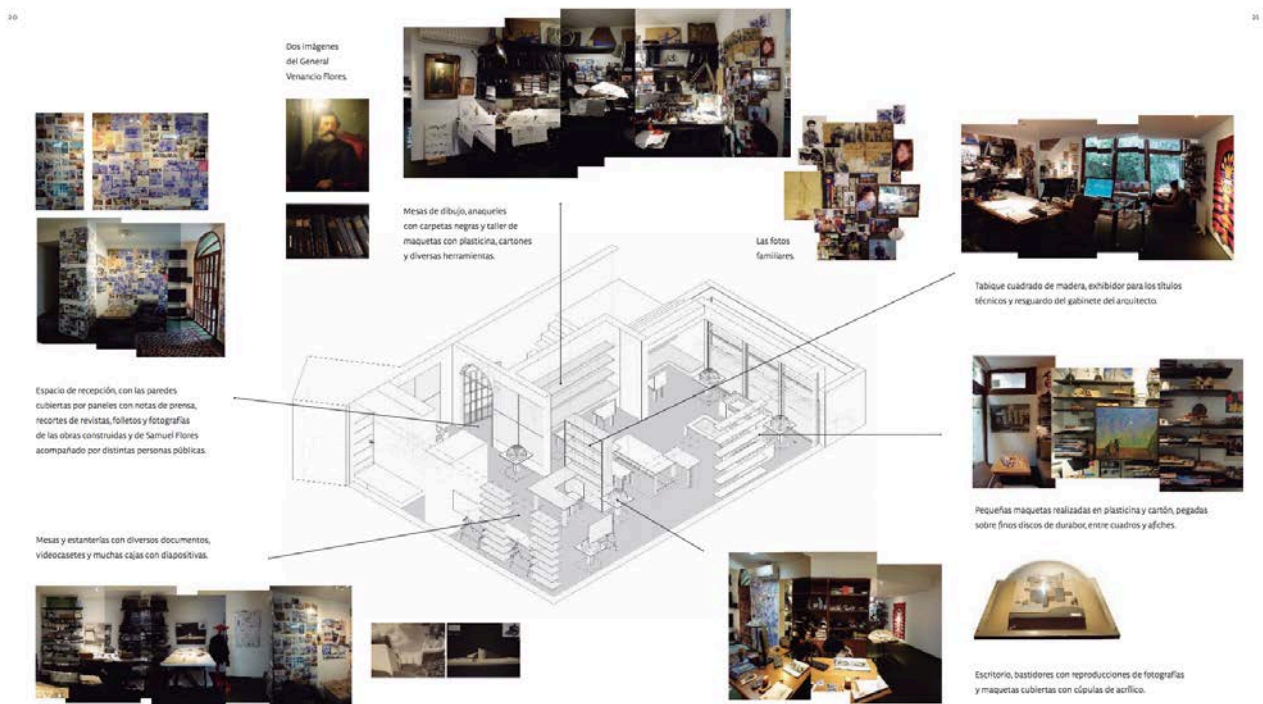 20
21
Dos imágenes
del General
Venancio Flores.
Mesas de dibujo, anaqueles
con carpetas negras y taller de
maquetas con plasticina, cartones
y diversas herramientas.
Las fotos
familiares.
Tabique cuadrado de madera, exhibidor para los títulos
técnicos y resguardo del gabinete del arquitecto.
Espacio de recepción, con las paredes
cubiertas por paneles con notas de prensa,
recortes de revistas, folletos y fotografías
de las obras construidas y de Samuel Flores
acompañado por distintas personas públicas.
Pequeñas maquetas realizadas en plasticina y cartón, pegadas
sobre finos discos de durabor, entre cuadros y afiches.
Mesas y estanterías con diversos documentos,
videocasetes y muchas cajas con diapositivas.
Escritorio, bastidores con reproducciones de fotografías
y maquetas cubiertas con cúpulas de acrílico.